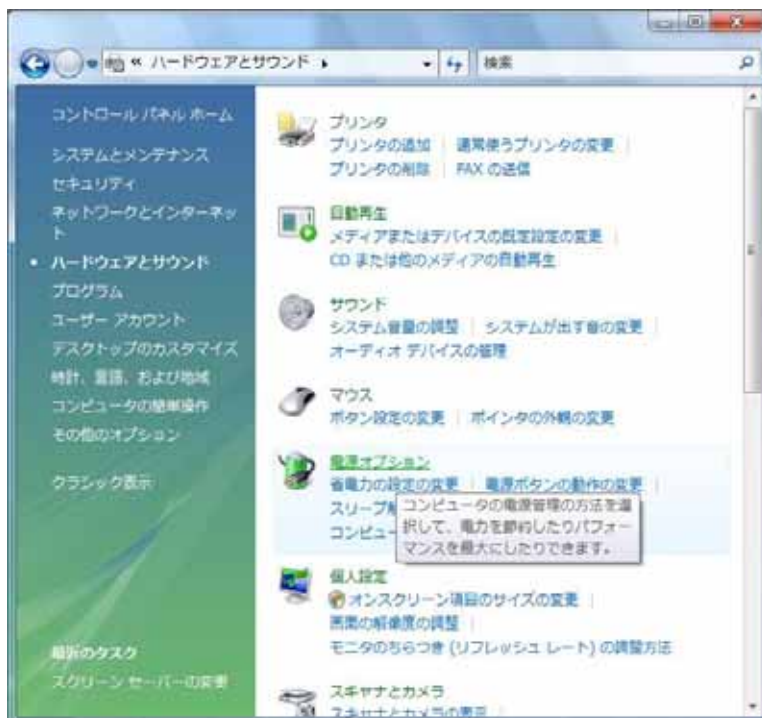 « ハードウェアとサウンド
検索
コントロール パネル ホーム
システムとメンテナンス
セキュリティ
ネットワークとインターネッ
ト
• ハードウェアとサウンド
プログラム
ユーザー アカウント
デスクトップのカスタマイズ
時計、言語、および地域
コンピュータの簡単操作
その他のオプション
クラシック表示
最近のタスク
スクリーン セーバーの変更
プリンタ
プリンタの追加 | 通常使うプリンタの変更 |
プリンタの削除 | FAX の送信
自動再生
メディアまたはデバイスの既定設定の変更 |
CD または他のメディアの自動再生
サウンド
システム音量の調整 | システムが出す音の変更 |
オーディオ デバイスの管理
マウス
ボタン設定の変更 | ポインタの外観の変更
電源オプション
省電力の設定の変更 | 電源ボタンの動作の変更 |
スリープ
コンピュー
コンピュータの電源管理の方法を選
択して、電力を節約したりパフォー
マンスを最大にしたりできます。
個人設定
オンスクリーン項目のサイズの変更 |
画面の解像度の調整 |
モニタのちらつき (リフレッシュ レート) の調整方法
スキャナとカメラ
スキャナとカメラの表示 |